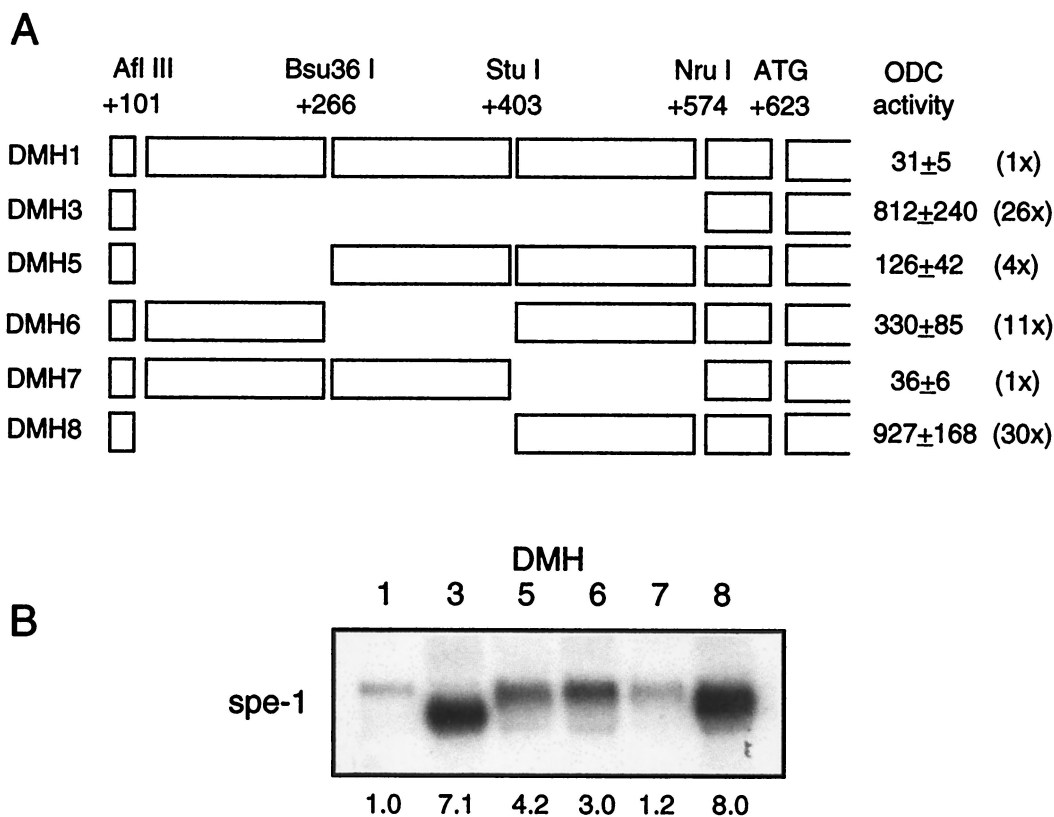 A
Afl III Bsu36 I Stu I Nru I ATG ODC
+101 +266 +403 +574 +623 activity
DMH1 31±5 (1x)
DMH3 812±240 (26x)
DMH5 126±42 (4x)
DMH6 330±85 (11x)
DMH7 36±6 (1x)
DMH8 927±168 (30x)
DMH
1 3 5 6 7 8
B
spe-1
1.0 7.1 4.2 3.0 1.2 8.0